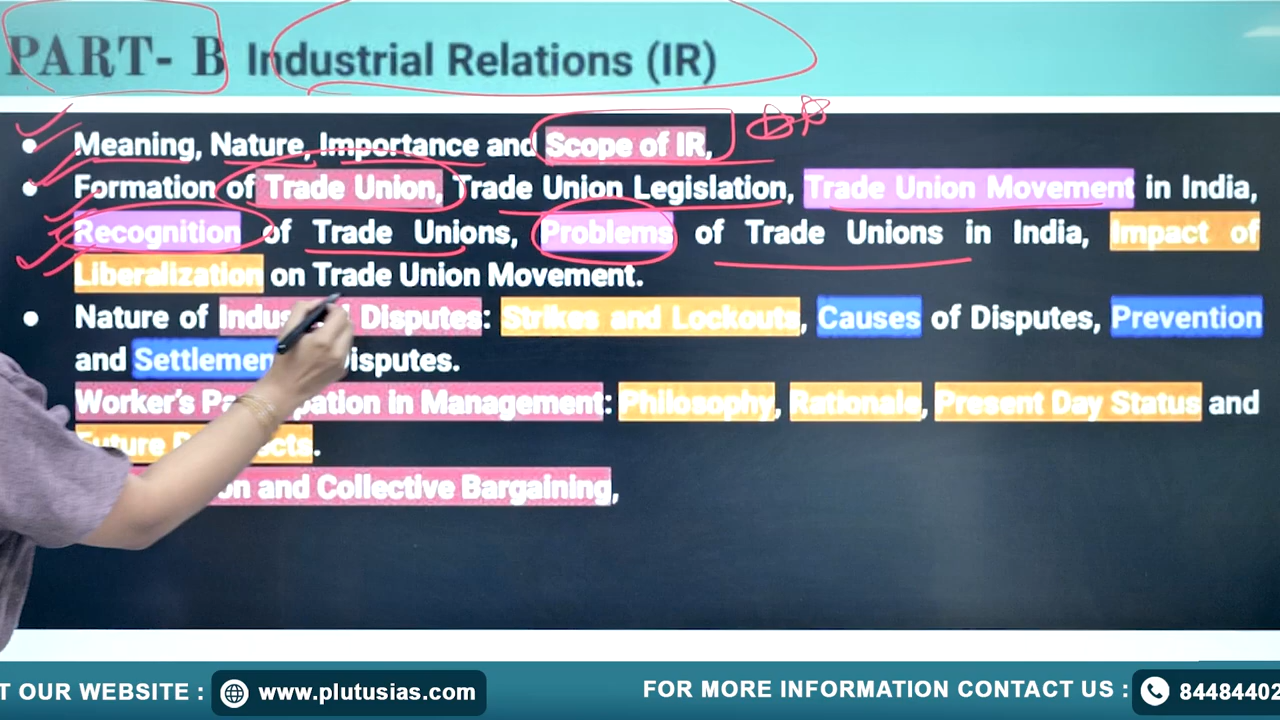 PART- B Industrial Relations (IR)
Meaning, Nature, Importance and Scope of IR,
Formation of Trade Union, Trade Union Legislation, Trade Union Movement in India,
Recognition of Trade Unions, Problems of Trade Unions in India, Impact of
Liberalization on Trade Union Movement.
Nature of Disputes: Strikes and Lockouts, Causes of Disputes, Prevention
and Disputes.
Worker's in Management: Philosophy, Rationale, Present Day Status and
Future
and Collective Bargaining,
T OUR WEBSITE : www.plutusias.com FOR MORE INFORMATION CONTACT US : 84484402